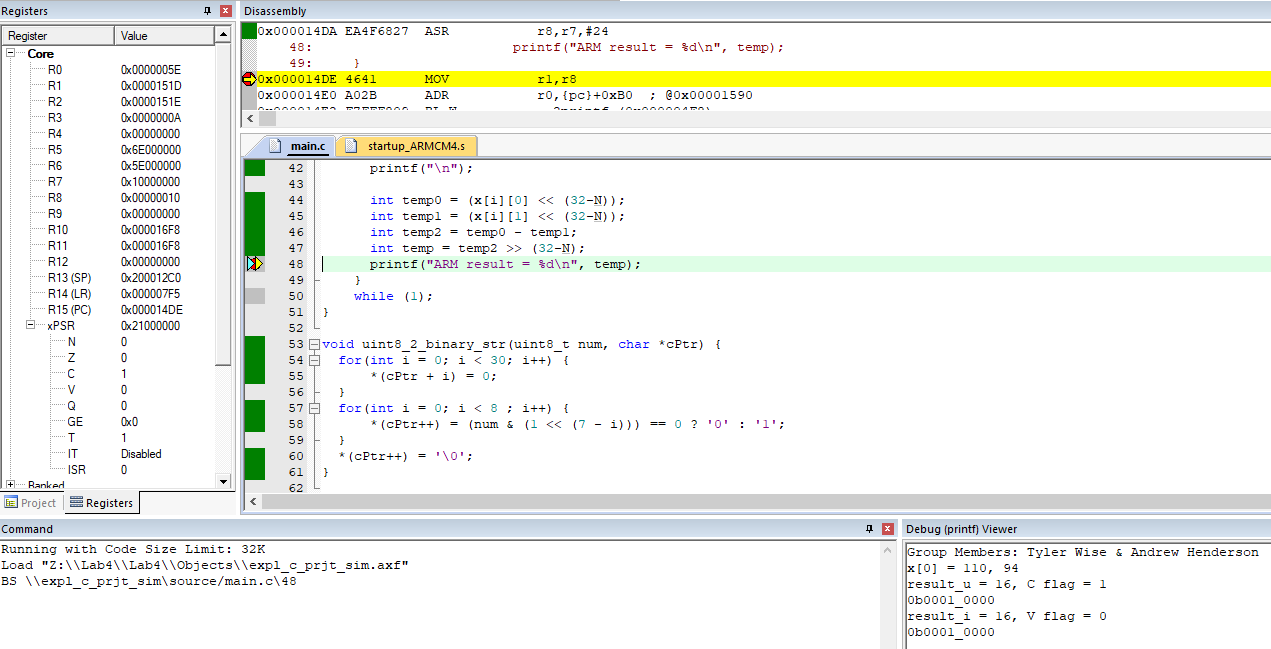 Registers
Register Value
Core
R0 0x0000005E
R1 0x0000151D
R2 0x0000151E
R3 0x0000000A
R4 0x00000000
R5 0x6E000000
R6 0x5E000000
R7 0x10000000
R8 0x00000010
R9 0x00000000
R10 0x000016F8
R11 0x000016F8
R12 0x00000000
R13 (SP) 0x200012C0
R14 (LR) 0x000007F5
R15 (PC) 0x000014DE
xPSR 0x21000000
N 0
Z 0
C 1
V 0
Q 0
GE 0x0
T 1
IT Disabled
ISR 0
Banked
Project Registers
Disassembly
0x000014DA EA4F6827 ASR r8,r7,#24
48: printf("ARM result = %d\n", temp);
49: }
0x000014DE 4641 MOV r1,r8
0x000014E0 A02B ADR r0,{pc}+0xB0 ; @0x00001590
main.c startup_ARMCM4.s
42 printf("\n");
43
44 int temp0 = (x[i][0] << (32-N));
45 int temp1 = (x[i][1] << (32-N));
46 int temp2 = temp0 - temp1;
47 int temp = temp2 >> (32-N);
48 printf("ARM result = %d\n", temp);
49 }
50 while (1);
51 }
52
53 void uint8_2_binary_str(uint8_t num, char *cPtr) {
54 for(int i = 0; i < 30; i++) {
55 *(cPtr + i) = 0;
56 }
57 for(int i = 0; i < 8 ; i++) {
58 *(cPtr++) = (num & (1 << (7 - i))) == 0 ? '0' : '1';
59 }
60 *(cPtr++) = '\0';
61 }
62
Command
Running with Code Size Limit: 32K
Load "Z:\\Lab4\\Lab4\\Objects\\expl_c_prjt_sim.axf"
BS \\expl_c_prjt_sim\source/main.c\48
Debug (printf) Viewer
Group Members: Tyler Wise & Andrew Henderson
x[0] = 110, 94
result_u = 16, C flag = 1
0b0001_0000
result_i = 16, V flag = 0
0b0001_0000